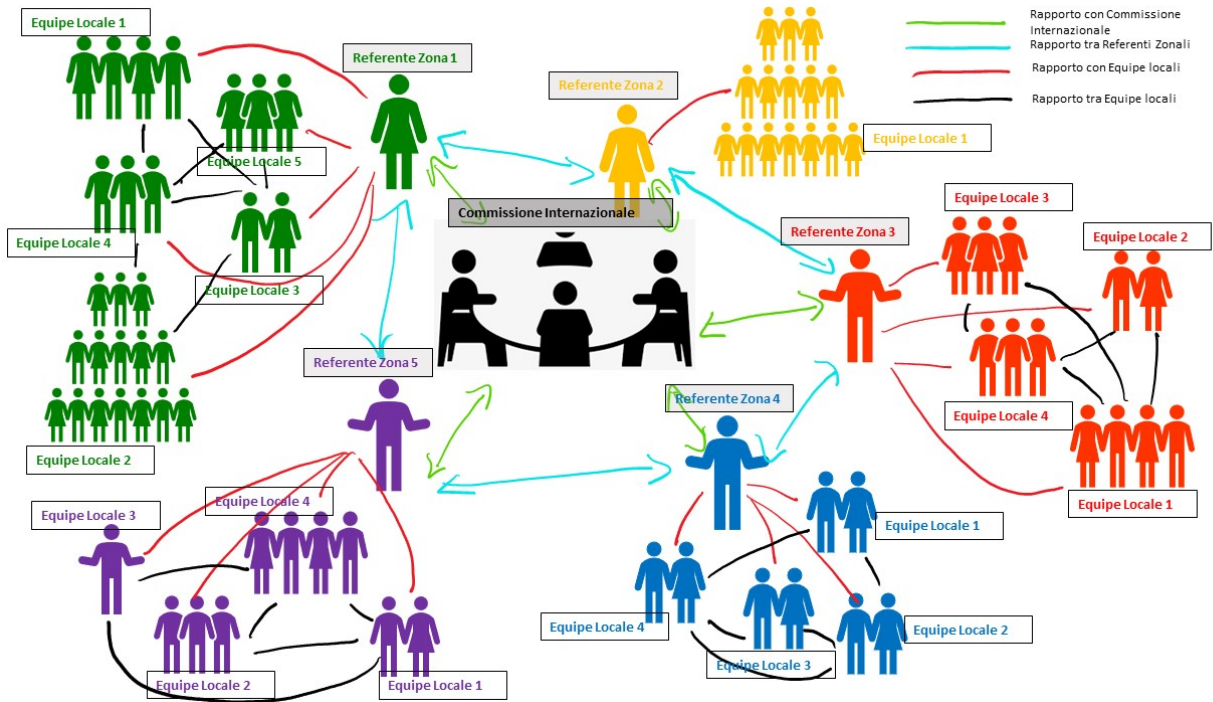 Equipe Locale 1
Referente Zona 1
Rapporto con Commissione
Internazionale
Rapporto tra Referenti Zonali
Rapporto con Equipe locali
Rapporto tra Equipe locali
Referente Zona 2
Equipe Locale 1
Equipe Locale 5
Equipe Locale 4
Equipe Locale 3
Equipe Locale 2
Commissione Internazionale
Referente Zona 3
Equipe Locale 3
Equipe Locale 2
Equipe Locale 4
Equipe Locale 1
Referente Zona 5
Referente Zona 4
Equipe Locale 3
Equipe Locale 4
Equipe Locale 2
Equipe Locale 1
Equipe Locale 1
Equipe Locale 4
Equipe Locale 2
Equipe Locale 3